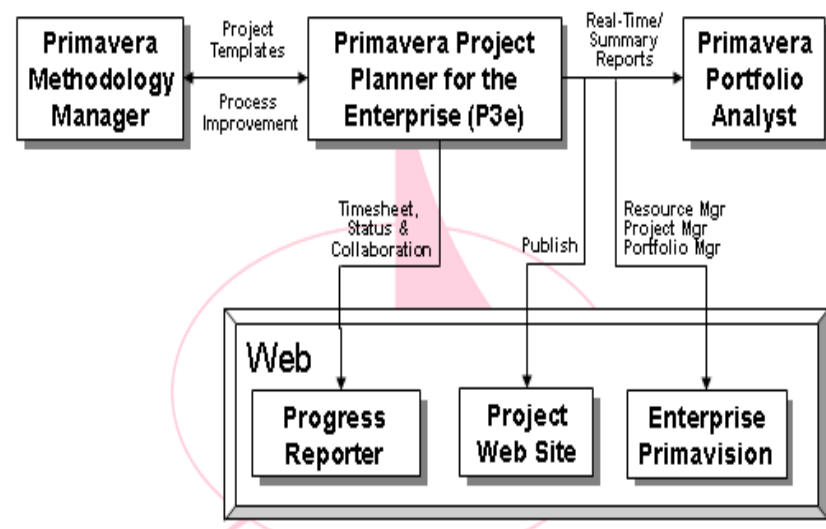 Primavera
Methodology
Manager
Project
Templates
Process
Improvement
Primavera Project
Planner for the
Enterprise (P3e)
Real-Time/
Summary
Reports
Primavera
Portfolio
Analyst
Timesheet,
Status &
Collaboration
Publish
Resource Mgr
Project Mgr
Portfolio Mgr
Web
Progress
Reporter
Project
Web Site
Enterprise
Primavision